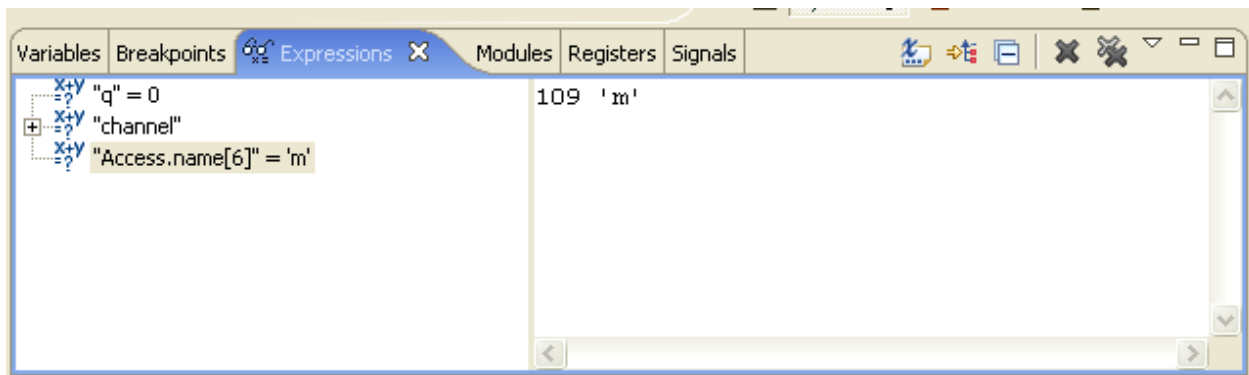 Variables Breakpoints Expressions Modules Registers Signals
"q" = 0
"channel"
"Access.name[6]" = 'm'
109 'm'